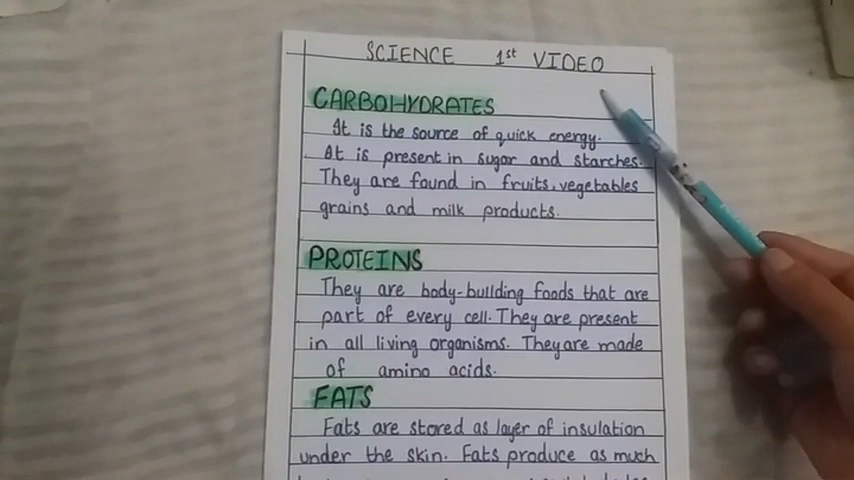 SCIENCE 1st VIDEO
CARBOHYDRATES
It is the source of quick energy.
It is present in sugar and starches.
They are found in fruits, vegetables
grains and milk products.
PROTEINS
They are body-building foods that are
part of every cell. They are present
in all living organisms. They are made
of amino acids.
FATS
Fats are stored as layer of insulation
under the skin. Fats produce as much